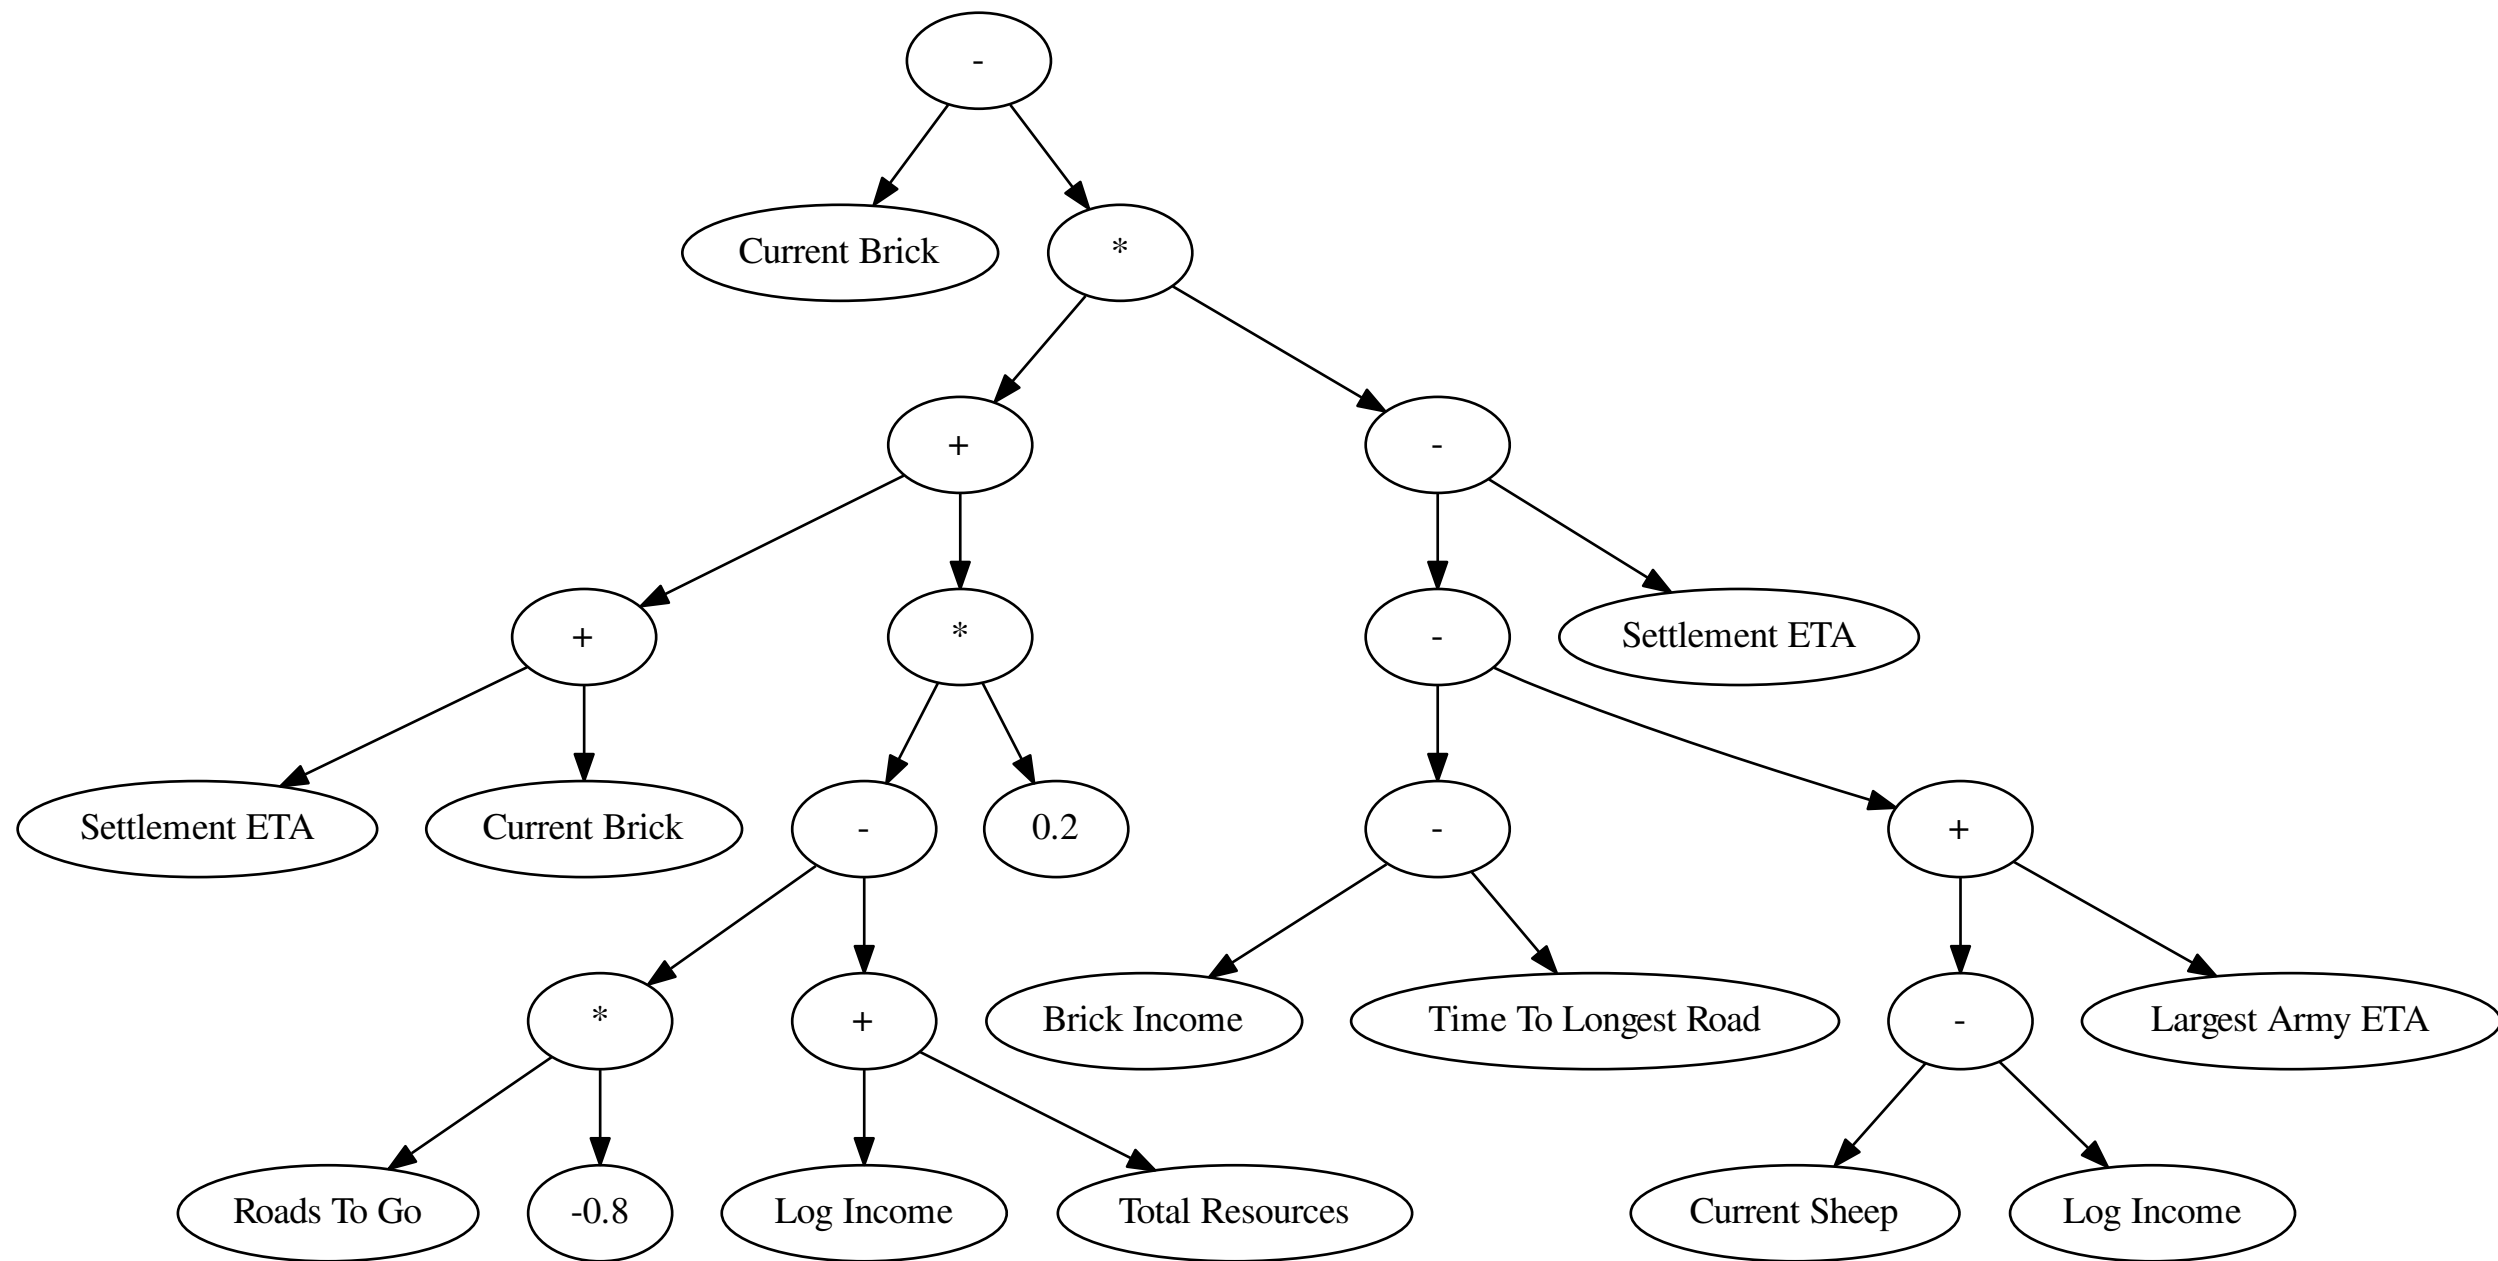 -
Current Brick
*
+
-
+
*
-
Settlement ETA
Settlement ETA
Current Brick
-
0.2
-
+
*
+
Brick Income
Time To Longest Road
-
Largest Army ETA
Roads To Go
-0.8
Log Income
Total Resources
Current Sheep
Log Income